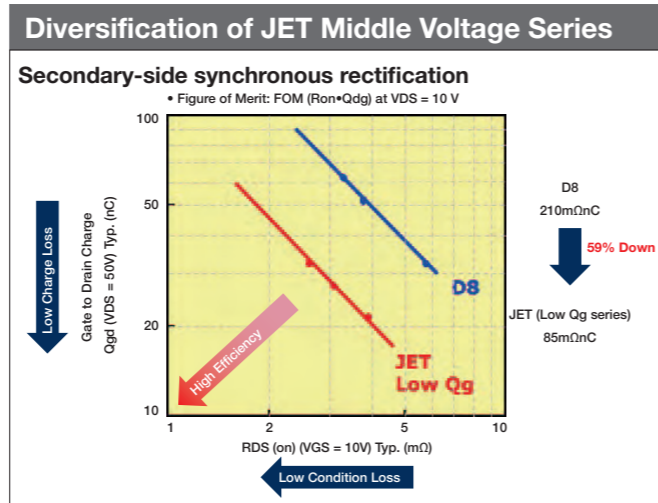 Diversification of JET Middle Voltage Series
Secondary-side synchronous rectification
• Figure of Merit: FOM (Ron•Qdg) at VDS = 10 V
100
50
20
10
1
2
5
10
Low Charge Loss
Gate to Drain Charge
Qgd (VDS = 50V) Typ. (nC)
D8
JET
Low Qg
High Efficiency
RDS (on) (VGS = 10V) Typ. (mΩ)
Low Condition Loss
D8
210mΩnC
59% Down
JET (Low Qg series)
85mΩnC